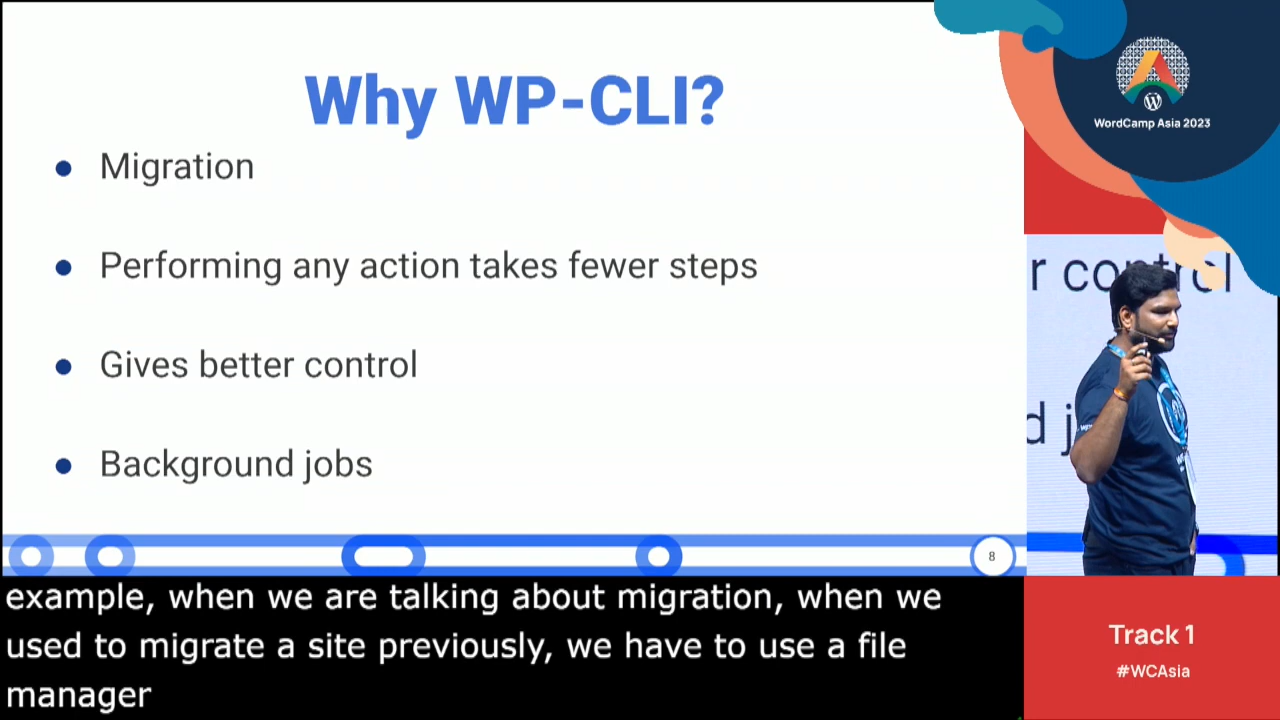 Why WP-CLI?
Migration
Performing any action takes fewer steps
Gives better control
Background jobs
8
example, when we are talking about migration, when we
used to migrate a site previously, we have to use a file
manager
WordCamp Asia 2023
r control
d j
Track 1
#WCAsia